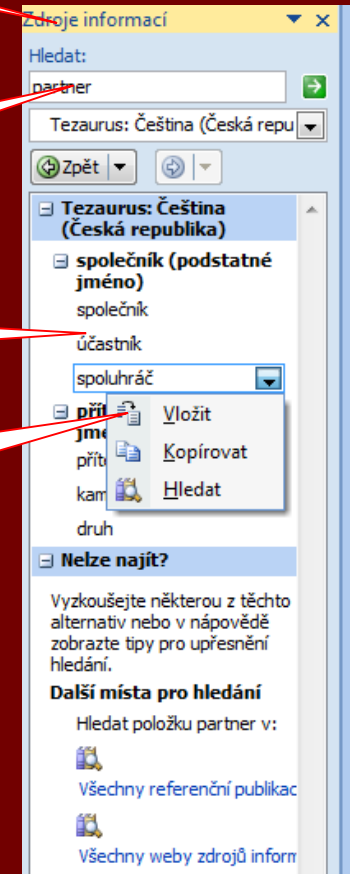 Zdroje informací
Hledat:
partner
Tezaurus: Čeština (Česká repu
Zpět
Tezaurus: Čeština
(Česká republika)
společník (podstatné
jméno)
společník
účastník
spoluhráč
Vložit
Kopírovat
Hledat
druh
Nelze najít?
Vyzkoušejte některou z těchto
alternativ nebo v nápovědě
zobrazte tipy pro upřesnění
hledání.
Další místa pro hledání
Hledat položku partner v:
Všechny referenční publikac
Všechny weby zdrojů inform